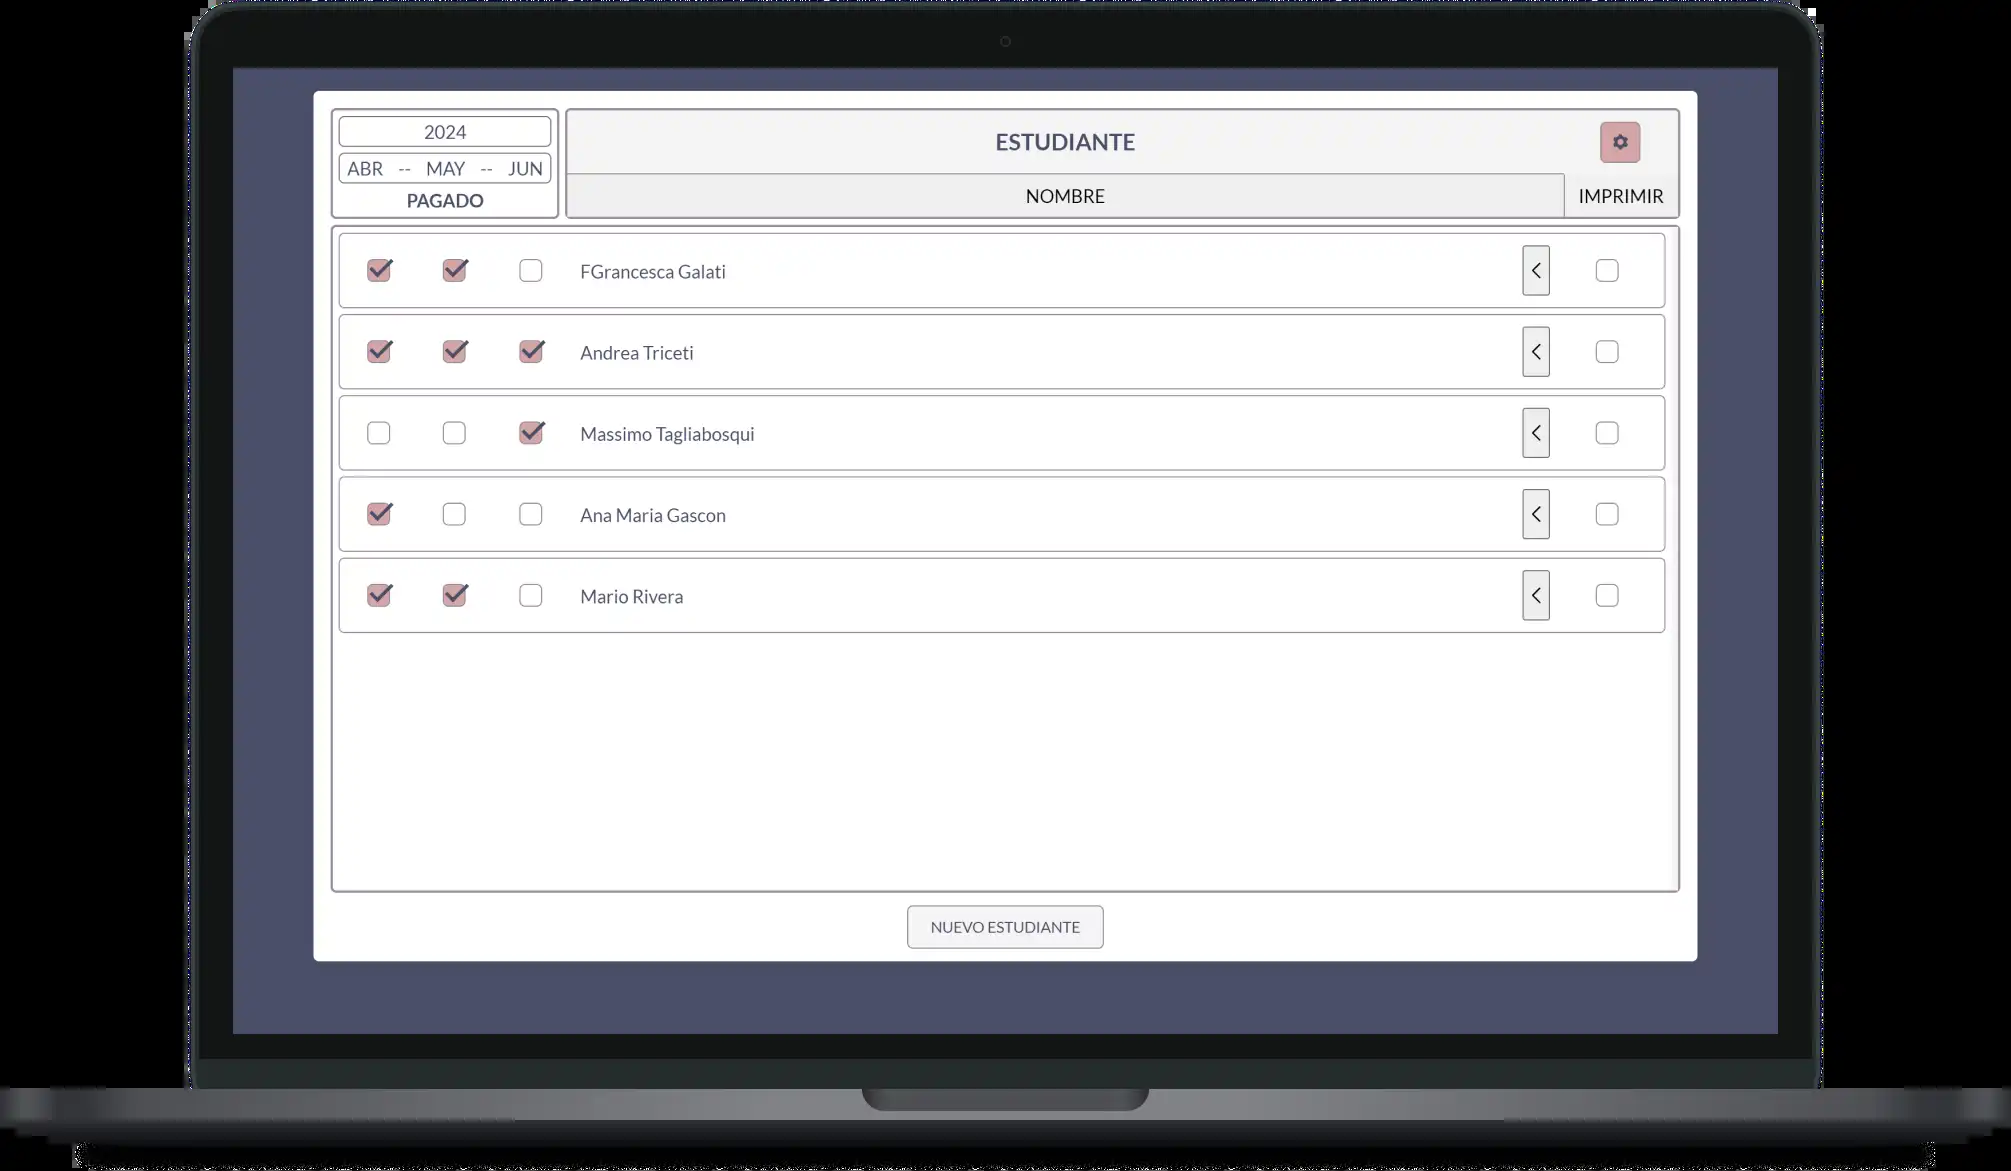 2024
ABR -- MAY -- JUN
PAGADO
ESTUDIANTE
NOMBRE
IMPRIMIR
FGrancesca Galati
Andrea Triceti
Massimo Tagliabosqui
Ana Maria Gascon
Mario Rivera
NUEVO ESTUDIANTE